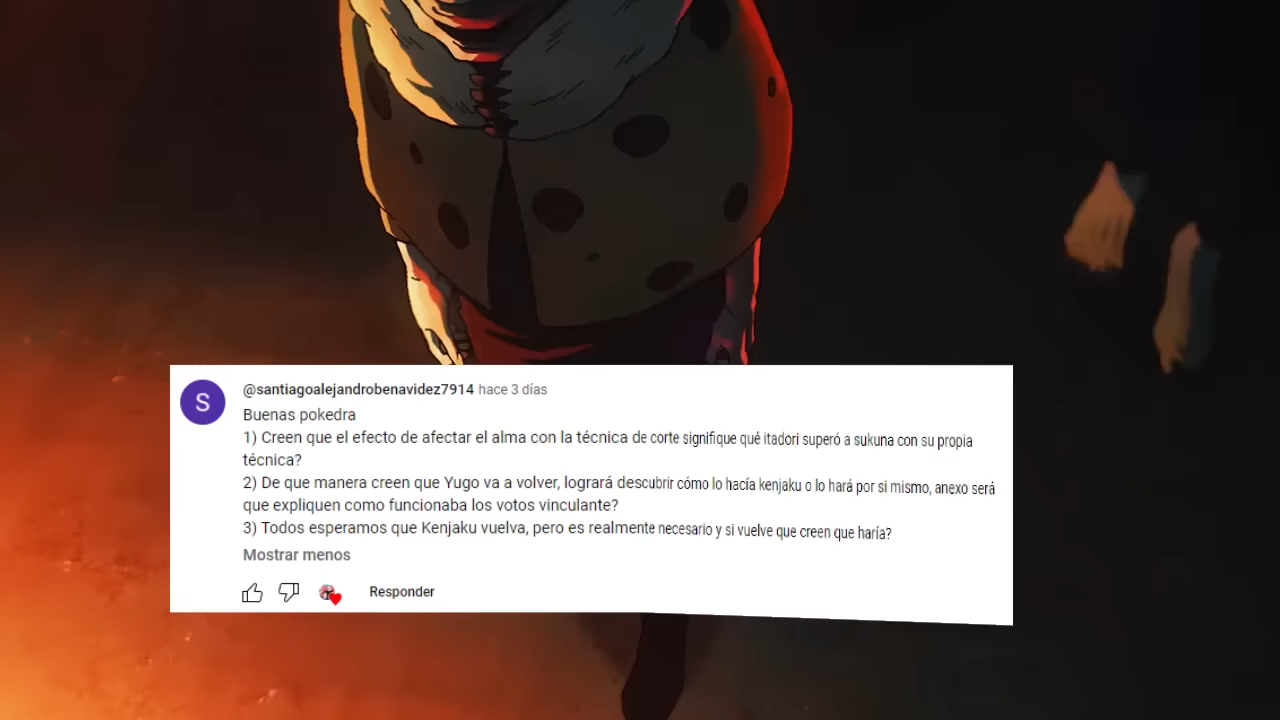 S
@santiagoalejandrobenavidez7914 hace 3 días
Buenas pokedra
1) Creen que el efecto de afectar el alma con la técnica de corte signifique qué itadori superó a sukuna con su propia
técnica?
2) De que manera creen que Yugo va a volver, logrará descubrir cómo lo hacía kenjaku o lo hará por si mismo, anexo será
que expliquen como funcionaba los votos vinculante?
3) Todos esperamos que Kenjaku vuelva, pero es realmente necesario y si vuelve que creen que haría?
Mostrar menos
Responder